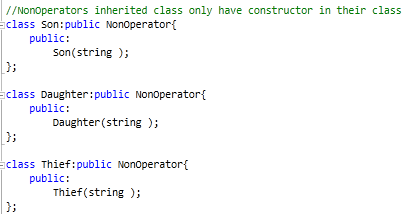 //NonOperators inherited class only have constructor in their class
class Son:public NonOperator{
public:
Son(string );
};
class Daughter:public NonOperator{
public:
Daughter(string );
};
class Thief:public NonOperator{
public:
Thief(string );
};